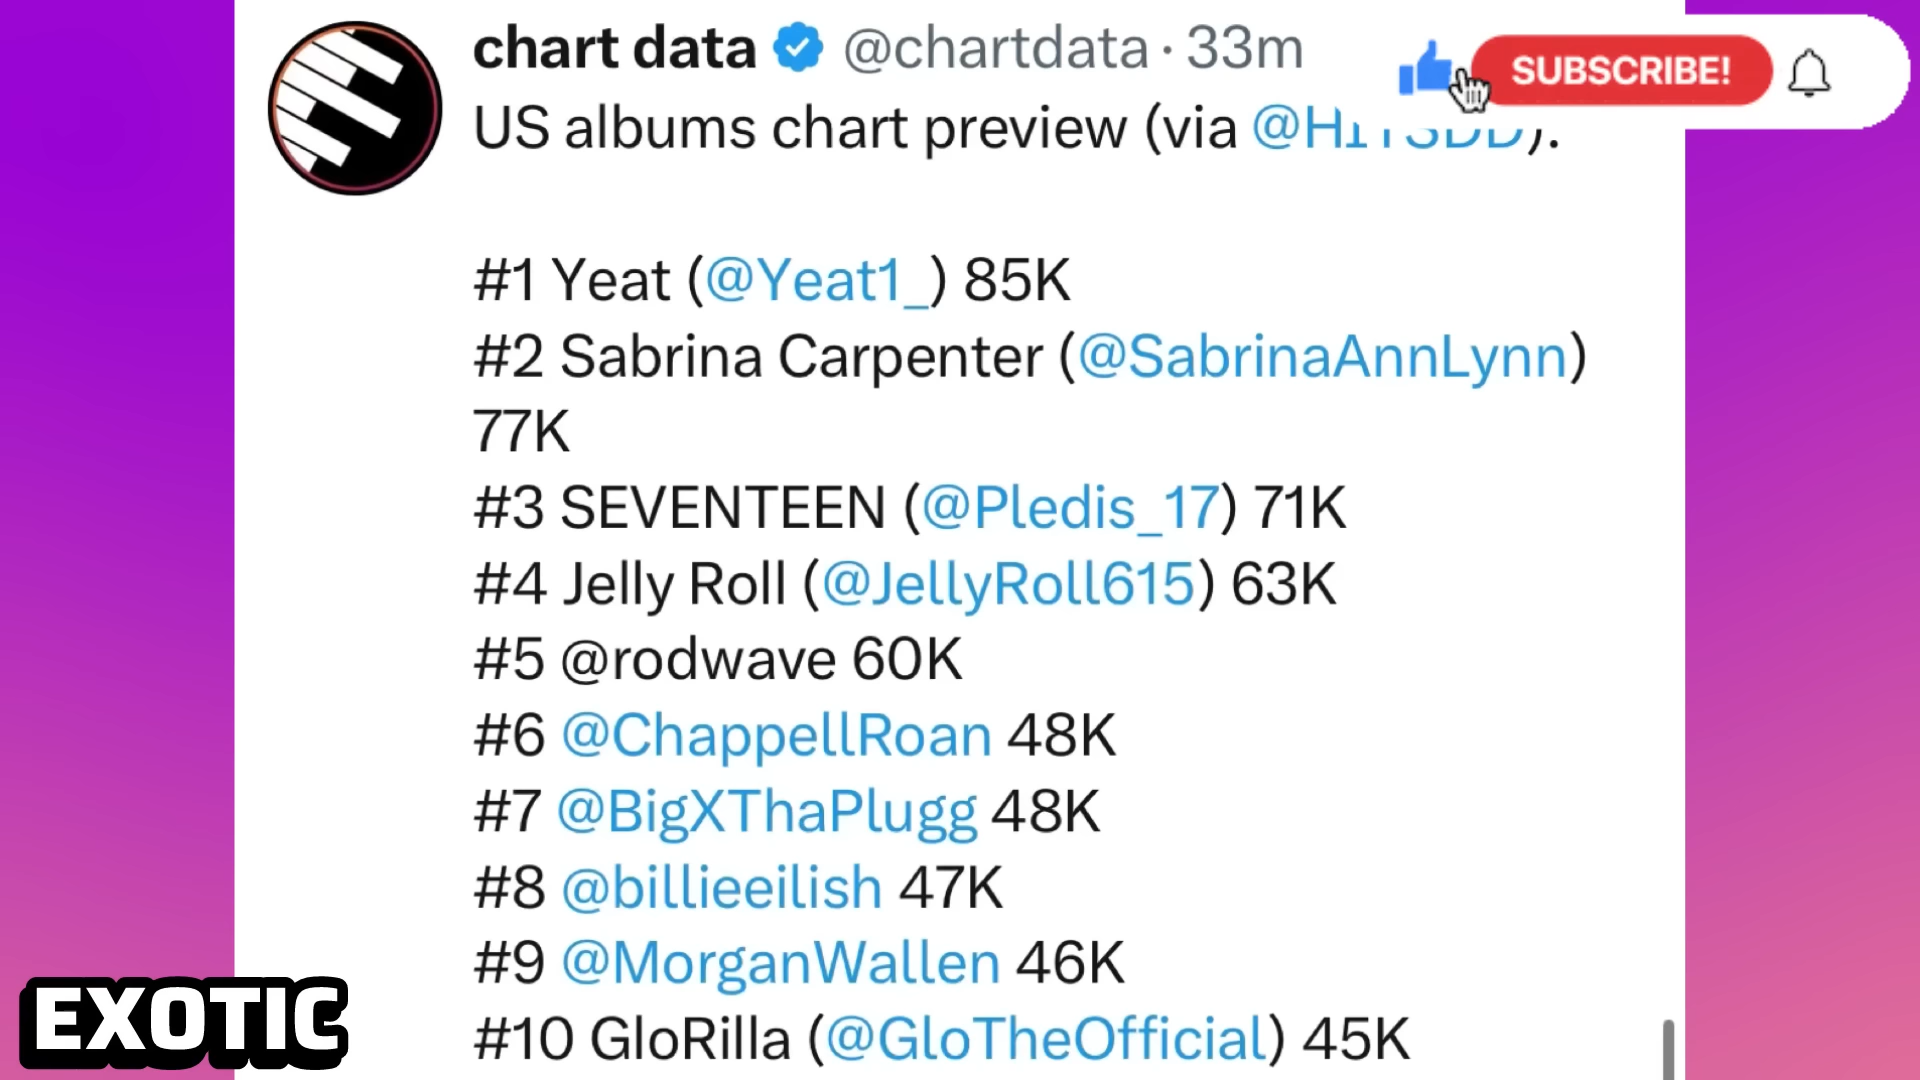 chart data @chartdata · 33m
SUBSCRIBE!
US albums chart preview (via @HITSDD):
#1 Yeat (@Yeat1_) 85K
#2 Sabrina Carpenter (@SabrinaAnnLynn)
77K
#3 SEVENTEEN (@Pledis_17) 71K
#4 Jelly Roll (@JellyRoll615) 63K
#5 @rodwave 60K
#6 @ChappellRoan 48K
#7 @BigXThaPlugg 48K
#8 @billieeilish 47K
#9 @MorganWallen 46K
#10 GloRilla (@GloTheOfficial) 45K
EXOTIC